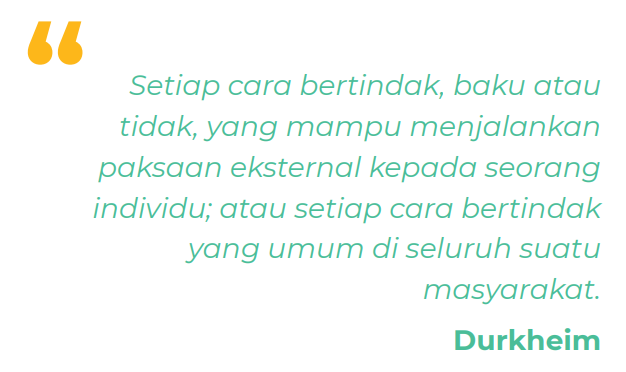 “
Setiap cara bertindak, baku atau
tidak, yang mampu menjalankan
paksaan eksternal kepada seorang
individu; atau setiap cara bertindak
yang umum di seluruh suatu
masyarakat.
Durkheim